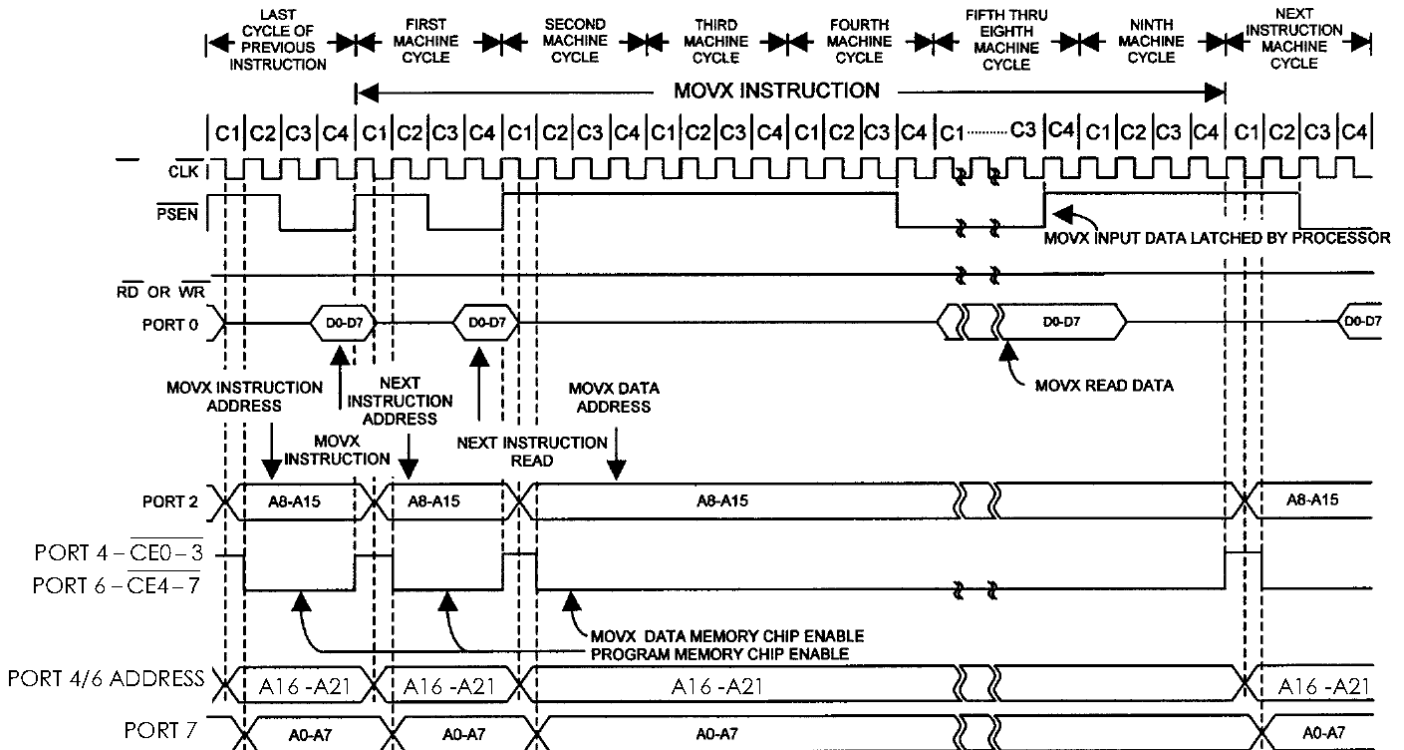 LAST CYCLE OF PREVIOUS INSTRUCTION
FIRST MACHINE CYCLE
SECOND MACHINE CYCLE
THIRD MACHINE CYCLE
FOURTH MACHINE CYCLE
FIFTH THRU EIGHTH MACHINE CYCLE
NINTH MACHINE CYCLE
NEXT INSTRUCTION MACHINE CYCLE
MOVX INSTRUCTION
C1 C2 C3 C4 C1 C2 C3 C4 C1 C2 C3 C4 C1 C2 C3 C4 C1 C2 C3 C4 C1 ......... C3 C4 C1 C2 C3 C4 C1 C2 C3 C4
CLK
PSEN
MOVX INPUT DATA LATCHED BY PROCESSOR
RD OR WR
PORT 0
D0-D7
D0-D7
D0-D7
D0-D7
MOVX INSTRUCTION ADDRESS
NEXT INSTRUCTION ADDRESS
MOVX DATA ADDRESS
MOVX READ DATA
MOVX INSTRUCTION
NEXT INSTRUCTION READ
PORT 2
A8-A15
A8-A15
A8-A15
A8-A15
PORT 4 – CE0 – 3
PORT 6 – CE4 – 7
MOVX DATA MEMORY CHIP ENABLE
PROGRAM MEMORY CHIP ENABLE
PORT 4/6 ADDRESS
A16 -A21
A16 -A21
A16 -A21
A16 -A21
PORT 7
A0-A7
A0-A7
A0-A7
A0-A7